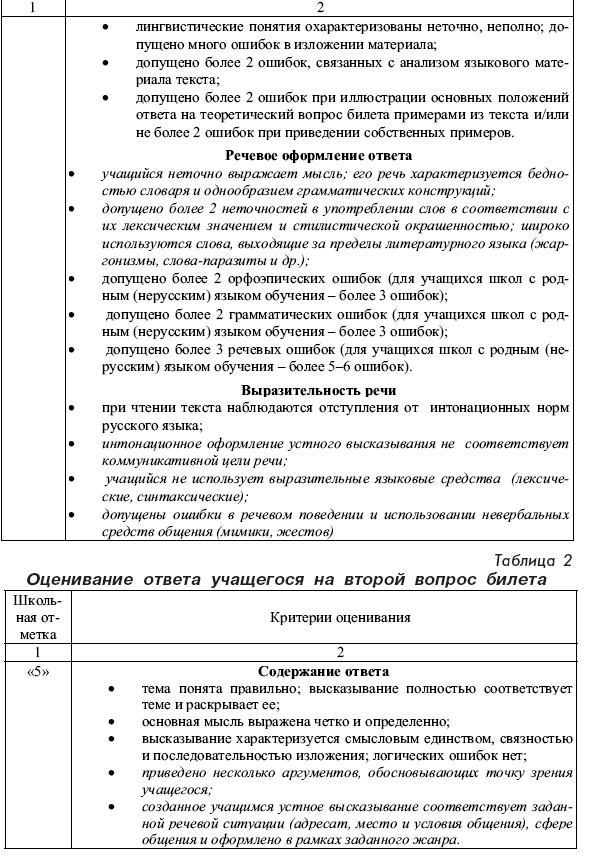 1 2
• лингвистические понятия охарактеризованы неточно, неполно; до-
пущено много ошибок в изложении материала;
• допущено более 2 ошибок, связанных с анализом языкового мате-
риала текста;
• допущено более 2 ошибок при иллюстрации основных положений
ответа на теоретический вопрос билета примерами из текста и/или
не более 2 ошибок при приведении собственных примеров.
Речевое оформление ответа
• учащийся неточно выражает мысль; его речь характеризуется бедно-
стью словаря и однообразием грамматических конструкций;
• допущено более 2 неточностей в употреблении слов в соответствии с
их лексическим значением и стилистической окрашенностью; широко
используются слова, выходящие за пределы литературного языка (жар-
гонизмы, слова-паразиты и др.);
• допущено более 2 орфоэпических ошибок (для учащихся школ с род-
ным (нерусским) языком обучения – более 3 ошибок);
• допущено более 2 грамматических ошибок (для учащихся школ с род-
ным (нерусским) языком обучения – более 3 ошибок);
• допущено более 3 речевых ошибок (для учащихся школ с родным (не-
русским) языком обучения – более 5–6 ошибок).
Выразительность речи
• при чтении текста наблюдаются отступления от интонационных норм
русского языка;
• интонационное оформление устного высказывания не соответствует
коммуникативной цели речи;
• учащийся не использует выразительные языковые средства (лексиче-
ские, синтаксические);
• допущены ошибки в речевом поведении и использовании невербальных
средств общения (мимики, жестов)
Таблица 2
Оценивание ответа учащегося на второй вопрос билета
Школь-
ная от-
метка
Критерии оценивания
1 2
«5» Содержание ответа
• тема понята правильно; высказывание полностью соответствует
теме и раскрывает ее;
• основная мысль выражена четко и определенно;
• высказывание характеризуется смысловым единством, связностью
и последовательностью изложения; логических ошибок нет;
• приведено несколько аргументов, обосновывающих точку зрения
учащегося;
• созданное учащимся устное высказывание соответствует задан-
ной речевой ситуации (адресат, место и условия общения), сфере
общения и оформлено в рамках заданного жанра.